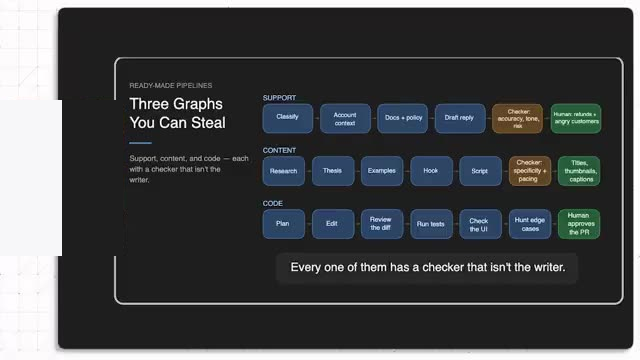 READY-MADE PIPELINES
Three Graphs
You Can Steal
Support, content, and code — each
with a checker that isn't the
writer.
SUPPORT
Classify
Account
context
Docs + policy
Draft reply
Checker:
accuracy, tone,
risk
Human: refunds +
angry customers
CONTENT
Research
Thesis
Examples
Hook
Script
Checker:
specificity +
pacing
Titles,
thumbnails,
captions
CODE
Plan
Edit
Review
the diff
Run tests
Check
the UI
Hunt edge
cases
Human
approves
the PR
Every one of them has a checker that isn't the writer.